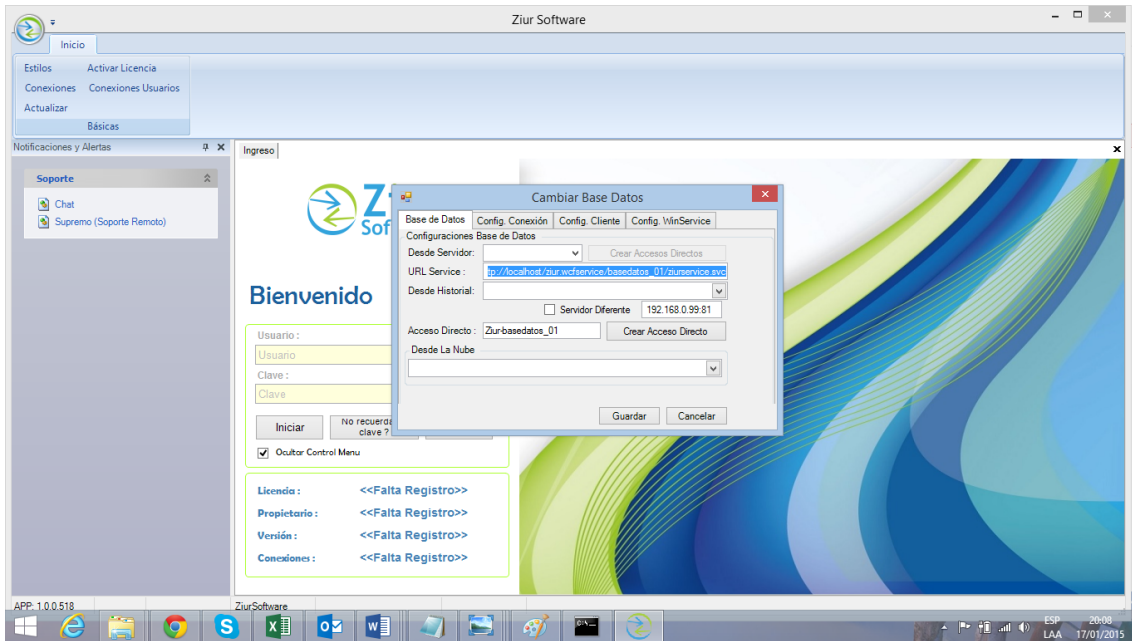 Ziur Software
Inicio
Estilos Activar Licencia
Conexiones Conexiones Usuarios
Actualizar
Básicas
Notificaciones y Alertas
Ingreso
Soporte
Chat
Supremo (Soporte Remoto)
Cambiar Base Datos
Base de Datos Config. Conexión Config. Cliente Config. WinService
Configuraciones Base de Datos
Desde Servidor: Crear Accesos Directos
URL Service : tp://localhost/ziur.wcfservice/basedatos_01/ziurservice.svc
Desde Historial:
Servidor Diferente 192.168.0.99:81
Acceso Directo : Ziur-basedatos_01 Crear Acceso Directo
Desde La Nube
Guardar Cancelar
Bienvenido
Usuario :
Usuario
Clave :
Clave
Iniciar
clave ?
Ocultar Control Menu
Licencia : <<Falta Registro>>
Propietario : <<Falta Registro>>
Versión : <<Falta Registro>>
Conexiones : <<Falta Registro>>
APP: 1.0.0.518 ZiurSoftware
ESP 20:08
LAA 17/01/2015